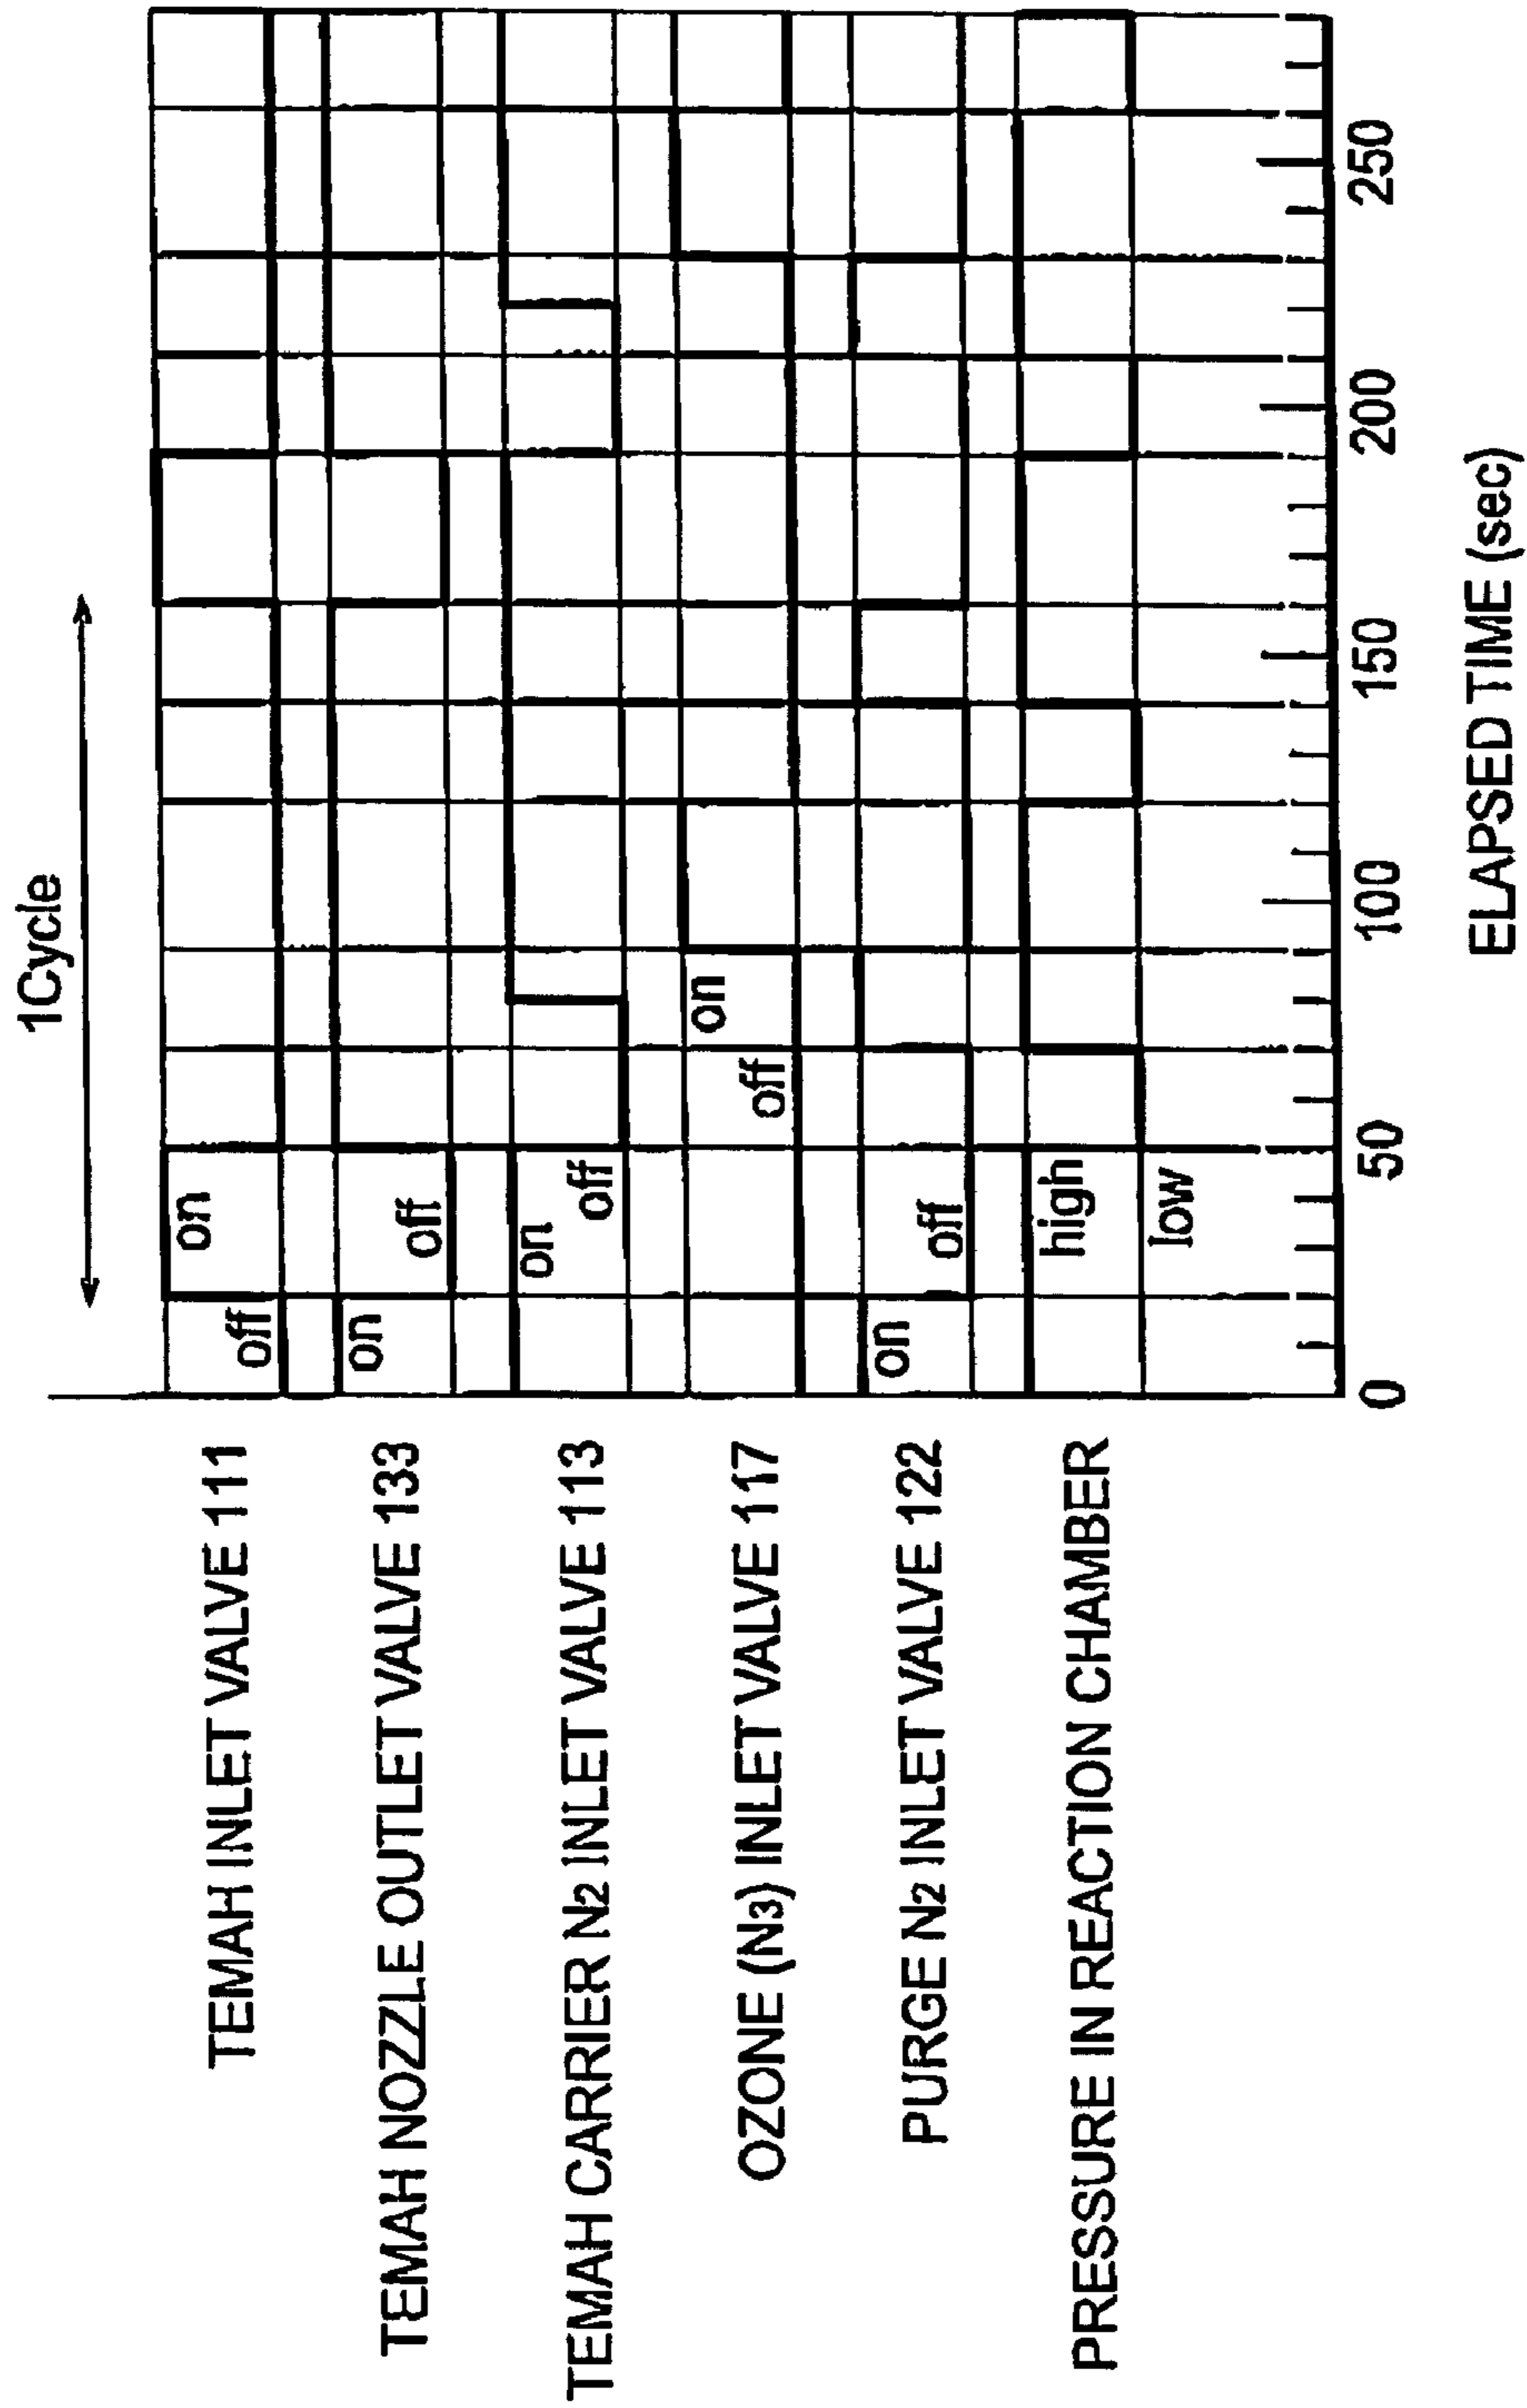 1Cycle
TEMAH INLET VALVE 111
off
on
TEMAH NOZZLE OUTLET VALVE 133
on
off
TEMAH CARRIER N2 INLET VALVE 113
on
off
OZONE (N3) INLET VALVE 117
off
on
PURGE N2 INLET VALVE 122
on
off
PRESSURE IN REACTION CHAMBER
high
low
0
50
100
150
200
250
ELAPSED TIME (sec)